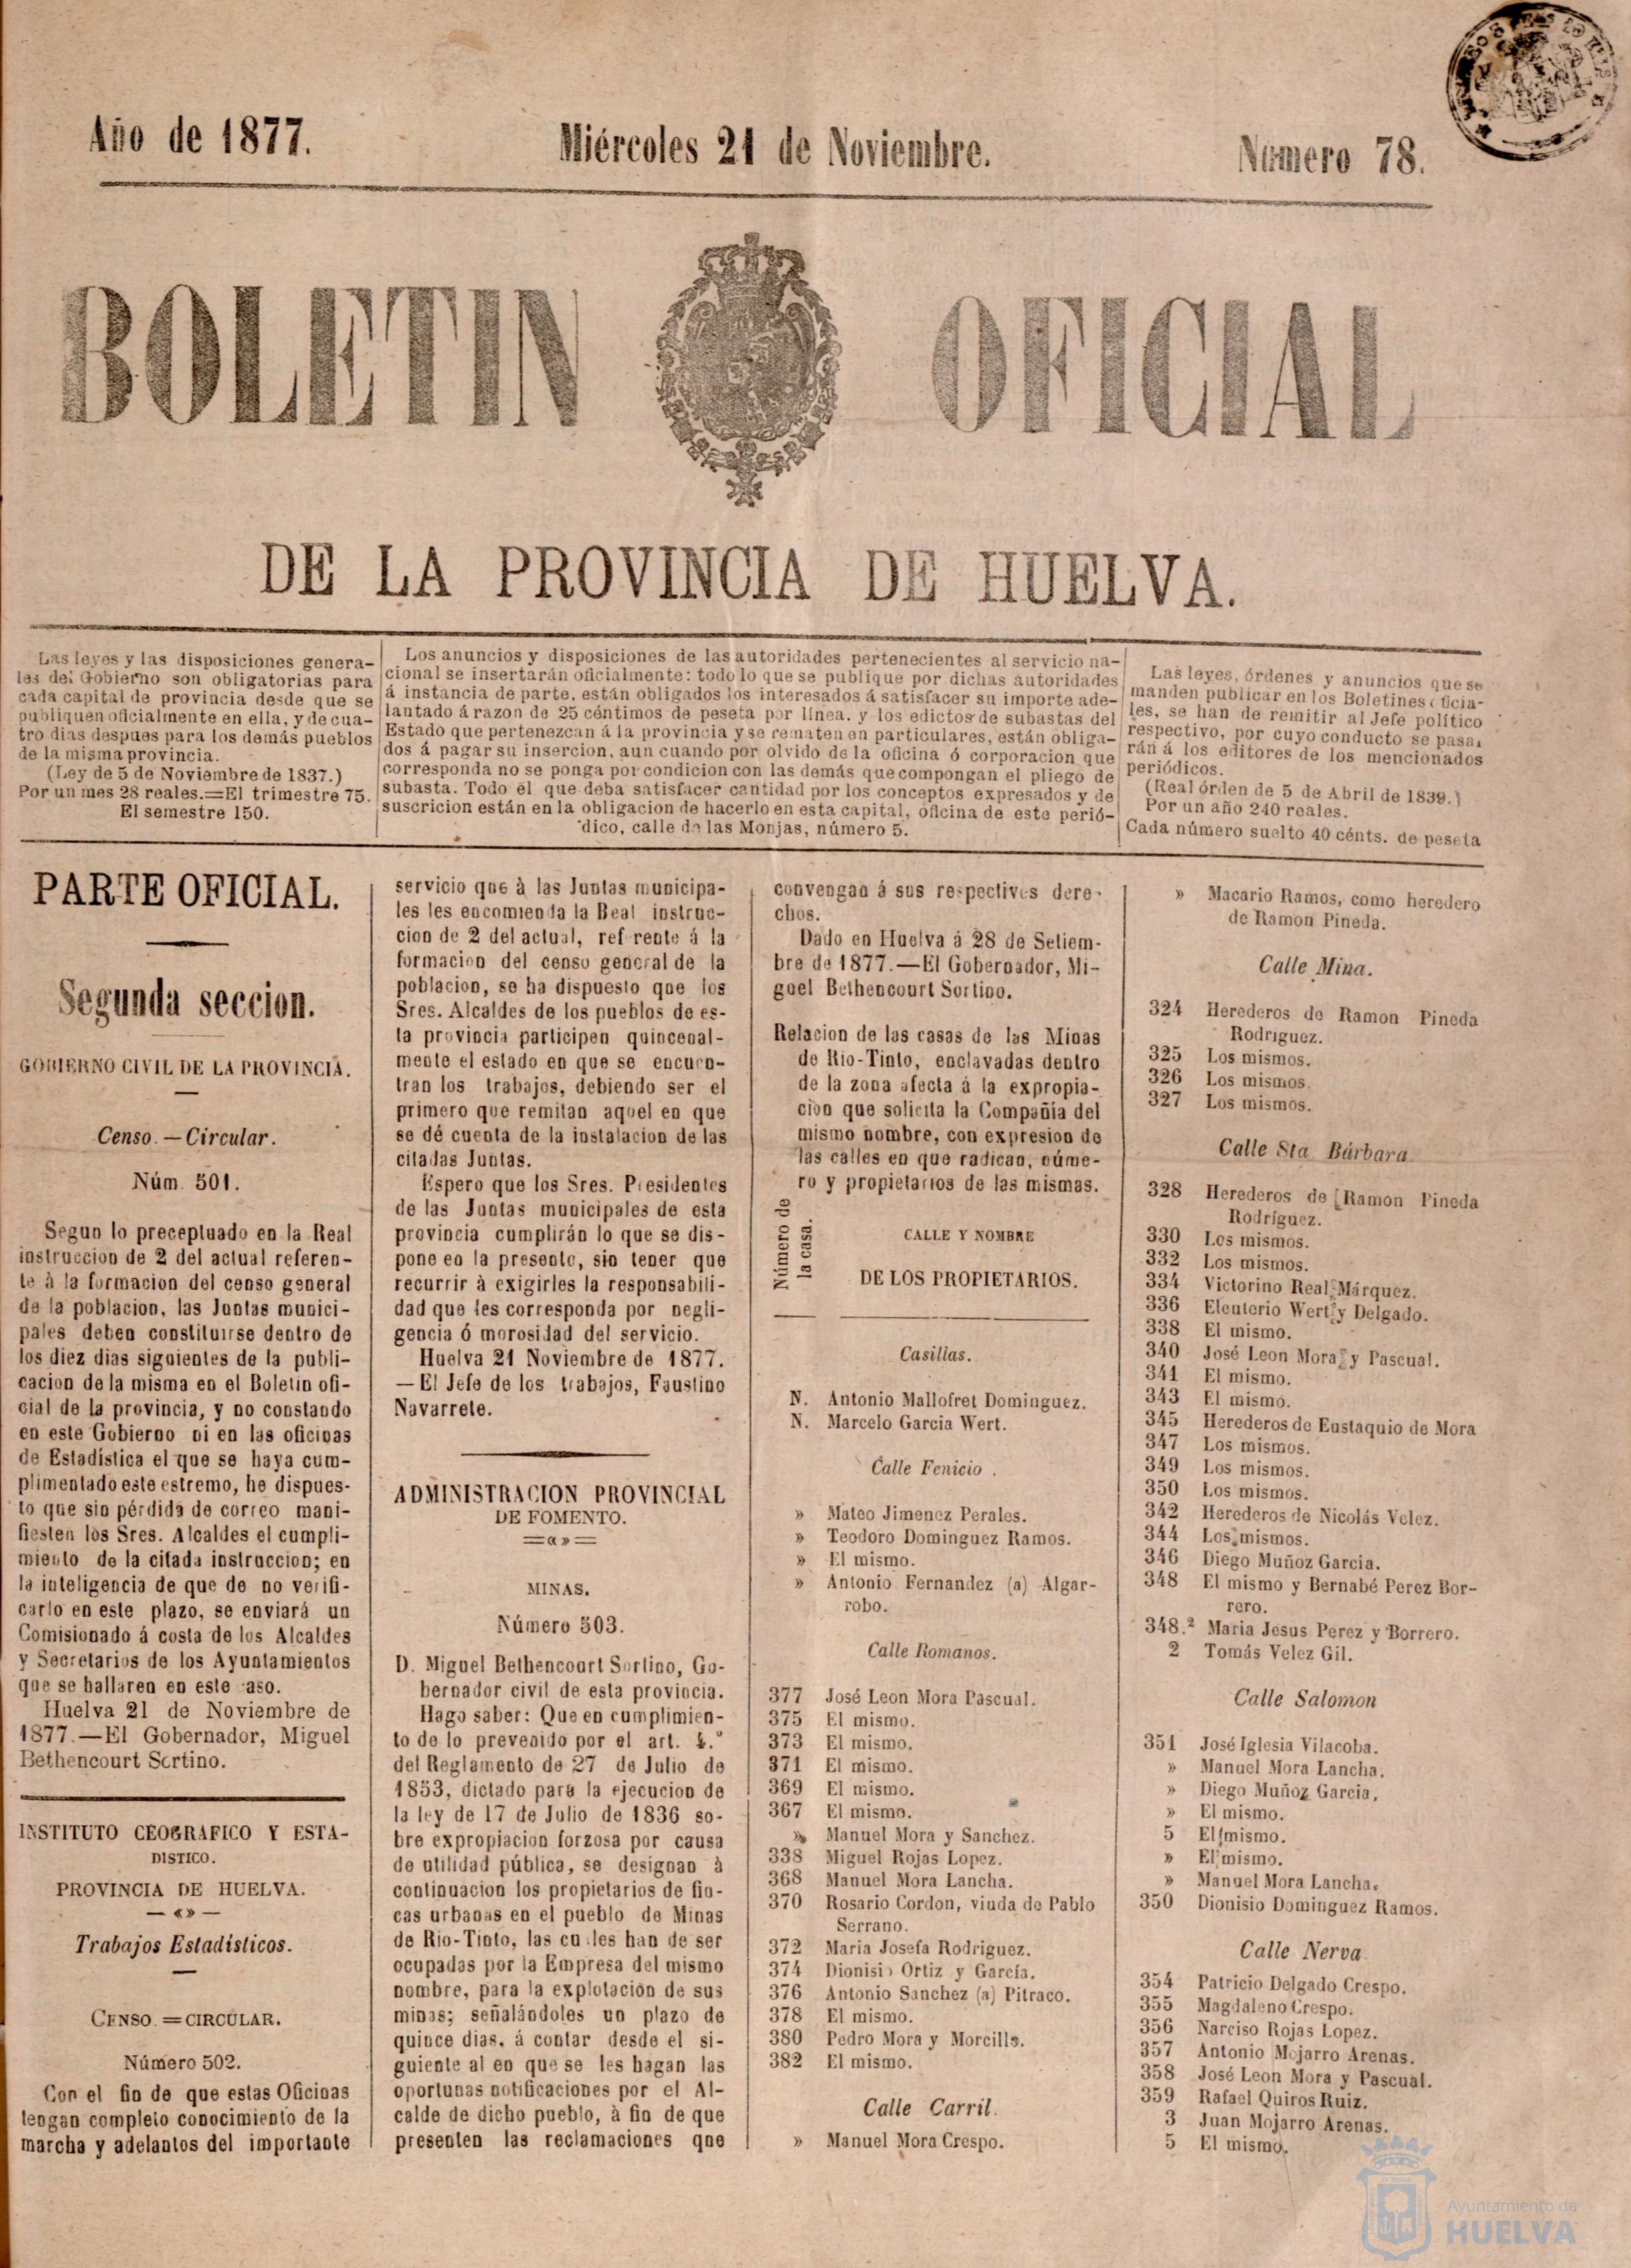 Año de 1877.
Miércoles 21 de Noviembre.
Número 78.
BOLETIN OFICIAL
DE LA PROVINCIA DE HUELVA.
Las leyes y las disposiciones genera-
les del Gobierno son obligatorias para
cada capital de provincia desde que se
publiquen oficialmente en ella, y de cua-
tro dias despues para los demás pueblos
de la misma provincia.
(Ley de 5 de Noviembre de 1837.)
Por un mes 28 reales.=El trimestre 75.
El semestre 150.
Los anuncios y disposiciones de las autoridades pertenecientes al servicio na-
cional se insertarán oficialmente: todo lo que se publique por dichas autoridades
á instancia de parte, están obligados los interesados á satisfacer su importe ade-
lantado á razon de 25 céntimos de peseta por línea. y los edictos de subastas del
Estado que pertenezcan á la provincia y se rematen en particulares, están obliga-
dos á pagar su insercion, aun cuando por olvido de la oficina ó corporacion que
corresponda no se ponga por condicion con las demás que compongan el pliego de
subasta. Todo el que deba satisfacer cantidad por los conceptos expresados y de
suscricion están en la obligacion de hacerlo en esta capital, oficina de este perió-
dico, calle de las Monjas, número 5.
Las leyes, órdenes y anuncios que se
manden publicar en los Boletines oficia-
les, se han de remitir al Jefe político
respectivo, por cuyo conducto se pasa-
rán á los editores de los mencionados
periódicos.
(Real órden de 5 de Abril de 1839.)
Por un año 240 reales.
Cada número suelto 40 cénts. de peseta
PARTE OFICIAL.
Segunda seccion.
GOBIERNO CIVIL DE LA PROVINCIA.
Censo.—Circular.
Núm. 501.
Segun lo preceptuado en la Real
instruccion de 2 del actual referen-
te à la formacion del censo general
de la poblacion, las Juntas munici-
pales deben constituirse dentro de
los diez dias siguientes de la publi-
cacion de la misma en el Boletin ofi-
cial de la provincia, y no constando
en este Gobierno ni en las oficinas
de Estadística el que se haya cum-
plimentado este estremo, he dispues-
to que sin pérdida de correo mani-
fiesten los Sres. Alcaldes el cumpli-
miento de la citada instruccion; en
la inteligencia de que de no verifi-
carlo en este plazo, se enviará un
Comisionado á costa de los Alcaldes
y Secretarios de los Ayuntamientos
que se hallaren en este caso.
Huelva 21 de Noviembre de
1877.—El Gobernador, Miguel
Bethencourt Sortino.
INSTITUTO GEOGRAFICO Y ESTA-
DISTICO.
PROVINCIA DE HUELVA.
—«»—
Trabajos Estadísticos.
CENSO.=CIRCULAR.
Número 502.
Con el fin de que estas Oficinas
tengan completo conocimiento de la
marcha y adelantos del importante
servicio que à las Juntas municipa-
les les encomienda la Real instruc-
cion de 2 del actual, ref rente á la
formacion del censo general de la
poblacion, se ha dispuesto que los
Sres. Alcaldes de los pueblos de es-
ta provincia participen quincenal-
mente el estado en que se encuen-
tran los trabajos, debiendo ser el
primero que remitan aquel en que
se dé cuenta de la instalacion de las
citadas Juntas.
Espero que los Sres. Presidentes
de las Juntas municipales de esta
provincia cumplirán lo que se dis-
pone en la presente, sin tener que
recurrir à exigirles la responsabili-
dad que les corresponda por negli-
gencia ó morosidad del servicio.
Huelva 21 Noviembre de 1877.
—El Jefe de los trabajos, Faustino
Navarrete.
ADMINISTRACION PROVINCIAL
DE FOMENTO.
=«»=
MINAS.
Número 503.
D. Miguel Bethencourt Sortino, Go-
bernador civil de esta provincia.
Hago saber: Que en cumplimien-
to de lo prevenido por el art. 4.º
del Reglamento de 27 de Julio de
1853, dictado para la ejecucion de
la ley de 17 de Julio de 1836 so-
bre expropiacion forzosa por causa
de utilidad pública, se designan à
continuacion los propietarios de fin-
cas urbanas en el pueblo de Minas
de Rio-Tinto, las cuales han de ser
ocupadas por la Empresa del mismo
nombre, para la explotación de sus
minas; señalándoles un plazo de
quince dias, á contar desde el si-
guiente al en que se les hagan las
oportunas notificaciones por el Al-
calde de dicho pueblo, à fin de que
presenten las reclamaciones que
convengan á sus respectivos dere-
chos.
Dado en Huelva á 28 de Setiem-
bre de 1877.—El Gobernador, Mi-
guel Bethencourt Sortino.
Relacion de las casas de las Minas
de Rio-Tinto, enclavadas dentro
de la zona afecta á la expropia-
cion que solicita la Compañía del
mismo nombre, con expresion de
las calles en que radican, núme-
ro y propietarios de las mismas.
Número de
la casa.
CALLE Y NOMBRE
DE LOS PROPIETARIOS.
Casillas.
N. Antonio Mallofret Dominguez.
N. Marcelo Garcia Wert.
Calle Fenicio.
» Mateo Jimenez Perales.
» Teodoro Dominguez Ramos.
» El mismo.
» Antonio Fernandez (a) Algar-
robo.
Calle Romanos.
377 José Leon Mora Pascual.
375 El mismo.
373 El mismo.
371 El mismo.
369 El mismo.
367 El mismo.
» Manuel Mora y Sanchez.
338 Miguel Rojas Lopez.
368 Manuel Mora Lancha.
370 Rosario Cordon, viuda de Pablo
Serrano.
372 Maria Josefa Rodriguez.
374 Dionisio Ortiz y García.
376 Antonio Sanchez (a) Pitraco.
378 El mismo.
380 Pedro Mora y Morcillo.
382 El mismo.
Calle Carril.
» Manuel Mora Crespo.
» Macario Ramos, como heredero
de Ramon Pineda.
Calle Mina.
324 Herederos de Ramon Pineda
Rodriguez.
325 Los mismos.
326 Los mismos.
327 Los mismos.
Calle Sta Bárbara.
328 Herederos de Ramon Pineda
Rodríguez.
330 Los mismos.
332 Los mismos.
334 Victorino Real Márquez.
336 Eleuterio Wert y Delgado.
338 El mismo.
340 José Leon Mora y Pascual.
341 El mismo.
343 El mismo.
345 Herederos de Eustaquio de Mora
347 Los mismos.
349 Los mismos.
350 Los mismos.
342 Herederos de Nicolás Velez.
344 Los mismos.
346 Diego Muñoz Garcia.
348 El mismo y Bernabé Perez Bor-
rero.
348.² Maria Jesus Perez y Borrero.
2 Tomás Velez Gil.
Calle Salomon
351 José Iglesia Vilacoba.
» Manuel Mora Lancha.
» Diego Muñoz Garcia.
» El mismo.
5 El mismo.
» El mismo.
» Manuel Mora Lancha.
350 Dionisio Dominguez Ramos.
Calle Nerva
354 Patricio Delgado Crespo.
355 Magdaleno Crespo.
356 Narciso Rojas Lopez.
357 Antonio Mojarro Arenas.
358 José Leon Mora y Pascual.
359 Rafael Quiros Ruiz.
3 Juan Mojarro Arenas.
5 El mismo.
Ayuntamiento de
HUELVA